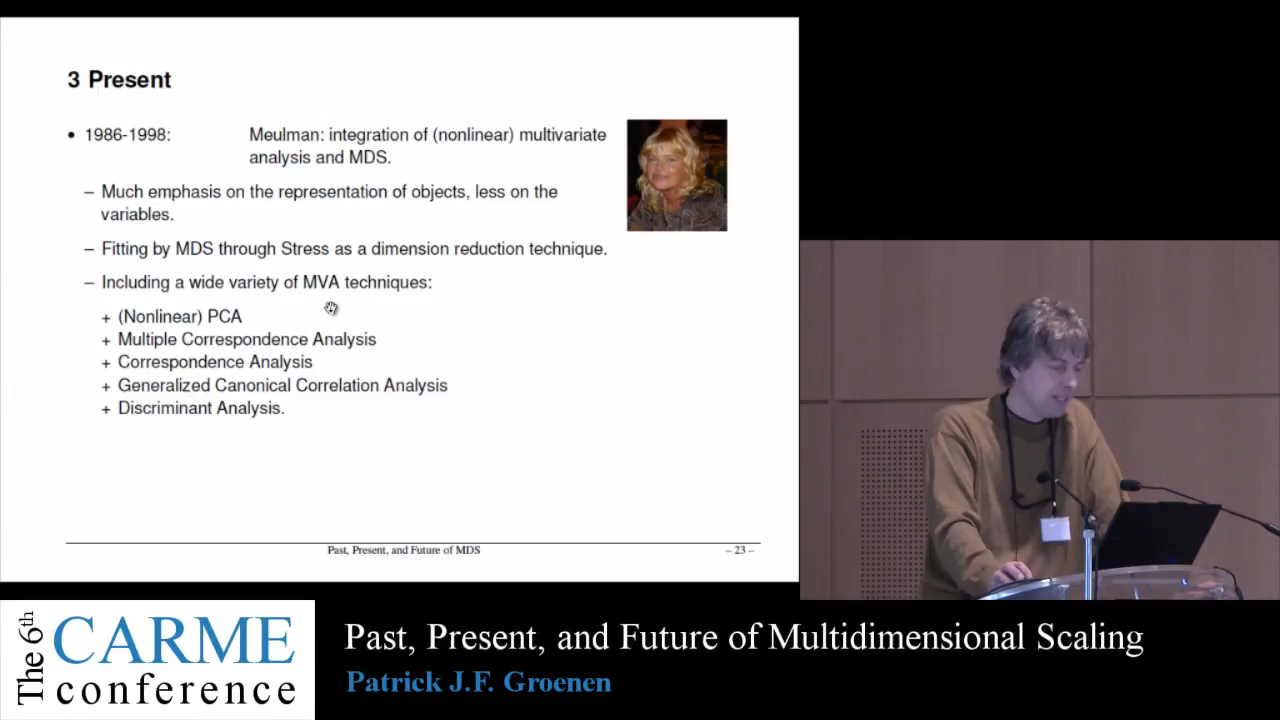 3 Present
• 1986-1998: Meulman: integration of (nonlinear) multivariate
analysis and MDS.
– Much emphasis on the representation of objects, less on the
variables.
– Fitting by MDS through Stress as a dimension reduction technique.
– Including a wide variety of MVA techniques:
+ (Nonlinear) PCA
+ Multiple Correspondence Analysis
+ Correspondence Analysis
+ Generalized Canonical Correlation Analysis
+ Discriminant Analysis.
Past, Present, and Future of MDS – 23 –
The 6th CARME
conference
Past, Present, and Future of Multidimensional Scaling
Patrick J.F. Groenen